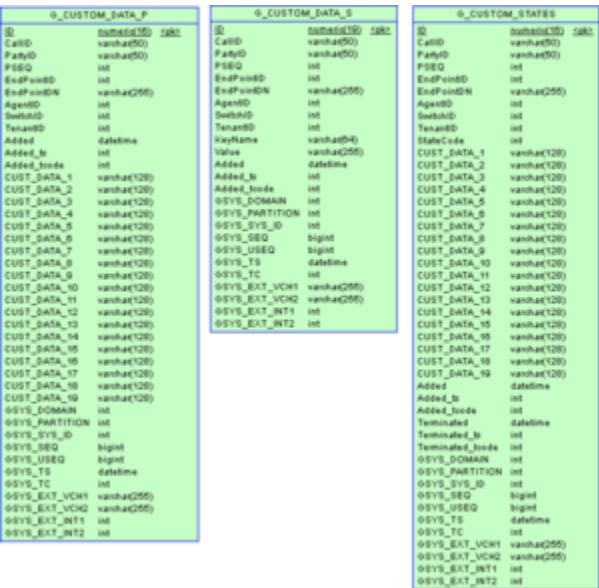 G_CUSTOM_DATA_P
ID numeric(16) <pk>
CallID varchar(50)
PartyID varchar(50)
PSEQ int
EndPointID int
EndPointDN varchar(255)
AgentID int
SwitchID int
TenantID int
Added datetime
Added_ts int
Added_tcode int
CUST_DATA_1 varchar(128)
CUST_DATA_2 varchar(128)
CUST_DATA_3 varchar(128)
CUST_DATA_4 varchar(128)
CUST_DATA_5 varchar(128)
CUST_DATA_6 varchar(128)
CUST_DATA_7 varchar(128)
CUST_DATA_8 varchar(128)
CUST_DATA_9 varchar(128)
CUST_DATA_10 varchar(128)
CUST_DATA_11 varchar(128)
CUST_DATA_12 varchar(128)
CUST_DATA_13 varchar(128)
CUST_DATA_14 varchar(128)
CUST_DATA_15 varchar(128)
CUST_DATA_16 varchar(128)
CUST_DATA_17 varchar(128)
CUST_DATA_18 varchar(128)
CUST_DATA_19 varchar(128)
GSYS_DOMAIN int
GSYS_PARTITION int
GSYS_SYS_ID int
GSYS_SEQ bigint
GSYS_USEQ bigint
GSYS_TS datetime
GSYS_TC int
GSYS_EXT_VCH1 varchar(255)
GSYS_EXT_VCH2 varchar(255)
GSYS_EXT_INT1 int
GSYS_EXT_INT2 int
G_CUSTOM_DATA_S
ID numeric(19) <pk>
CallID varchar(50)
PartyID varchar(50)
PSEQ int
EndPointID int
EndPointDN varchar(255)
AgentID int
SwitchID int
TenantID int
KeyName varchar(64)
Value varchar(255)
Added datetime
Added_ts int
Added_tcode int
GSYS_DOMAIN int
GSYS_PARTITION int
GSYS_SYS_ID int
GSYS_SEQ bigint
GSYS_USEQ bigint
GSYS_TS datetime
GSYS_TC int
GSYS_EXT_VCH1 varchar(255)
GSYS_EXT_VCH2 varchar(255)
GSYS_EXT_INT1 int
GSYS_EXT_INT2 int
G_CUSTOM_STATES
ID numeric(16) <pk>
CallID varchar(50)
PartyID varchar(50)
PSEQ int
EndPointID int
EndPointDN varchar(255)
AgentID int
SwitchID int
TenantID int
StateCode int
CUST_DATA_1 varchar(128)
CUST_DATA_2 varchar(128)
CUST_DATA_3 varchar(128)
CUST_DATA_4 varchar(128)
CUST_DATA_5 varchar(128)
CUST_DATA_6 varchar(128)
CUST_DATA_7 varchar(128)
CUST_DATA_8 varchar(128)
CUST_DATA_9 varchar(128)
CUST_DATA_10 varchar(128)
CUST_DATA_11 varchar(128)
CUST_DATA_12 varchar(128)
CUST_DATA_13 varchar(128)
CUST_DATA_14 varchar(128)
CUST_DATA_15 varchar(128)
CUST_DATA_16 varchar(128)
CUST_DATA_17 varchar(128)
CUST_DATA_18 varchar(128)
CUST_DATA_19 varchar(128)
Added datetime
Added_ts int
Added_tcode int
Terminated datetime
Terminated_ts int
Terminated_tcode int
GSYS_DOMAIN int
GSYS_PARTITION int
GSYS_SYS_ID int
GSYS_SEQ bigint
GSYS_USEQ bigint
GSYS_TS datetime
GSYS_TC int
GSYS_EXT_VCH1 varchar(255)
GSYS_EXT_VCH2 varchar(255)
GSYS_EXT_INT1 int
GSYS_EXT_INT2 int